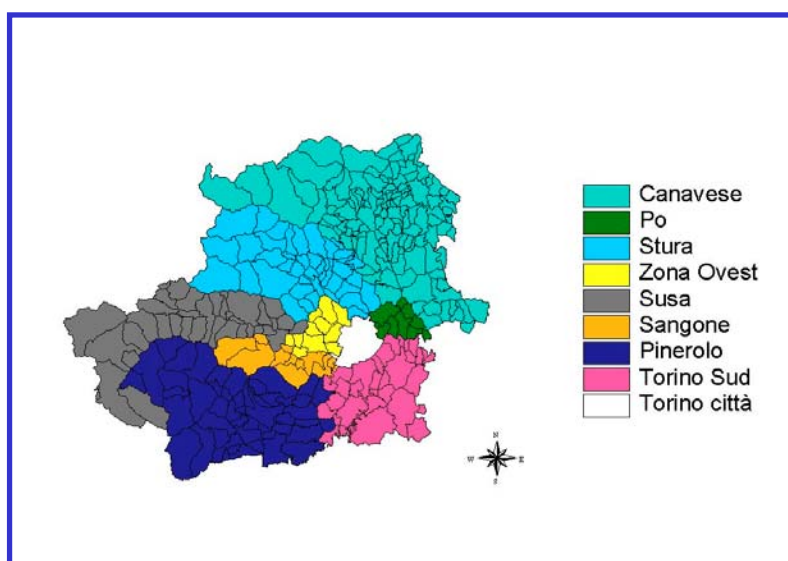 Canavese
Po
Stura
Zona Ovest
Susa
Sangone
Pinerolo
Torino Sud
Torino città
N
W E
S